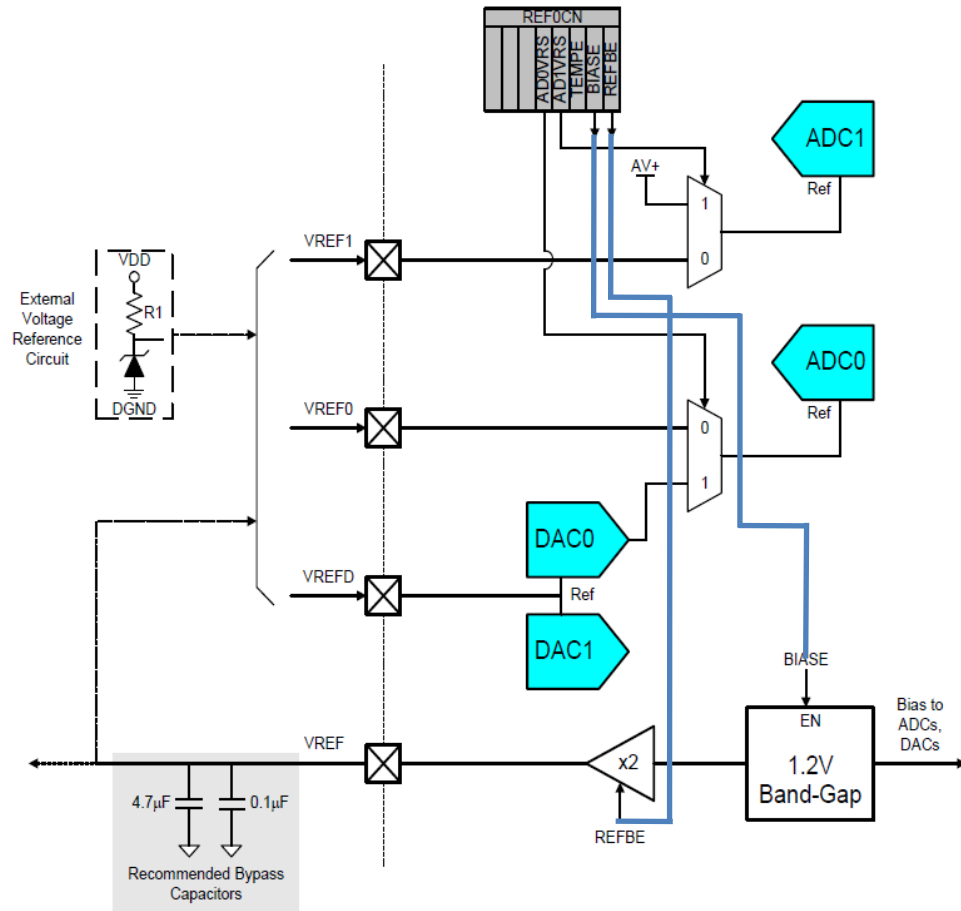 REF0CN
AD0VRS
AD1VRS
TEMPE
BIASE
REFBE
ADC1
Ref
AV+
1
0
VREF1
VDD
R1
DGND
External
Voltage
Reference
Circuit
ADC0
Ref
VREF0
0
1
DAC0
VREFD
Ref
DAC1
BIASE
EN
1.2V
Band-Gap
Bias to
ADCs,
DACs
VREF
x2
REFBE
4.7µF
0.1µF
Recommended Bypass
Capacitors